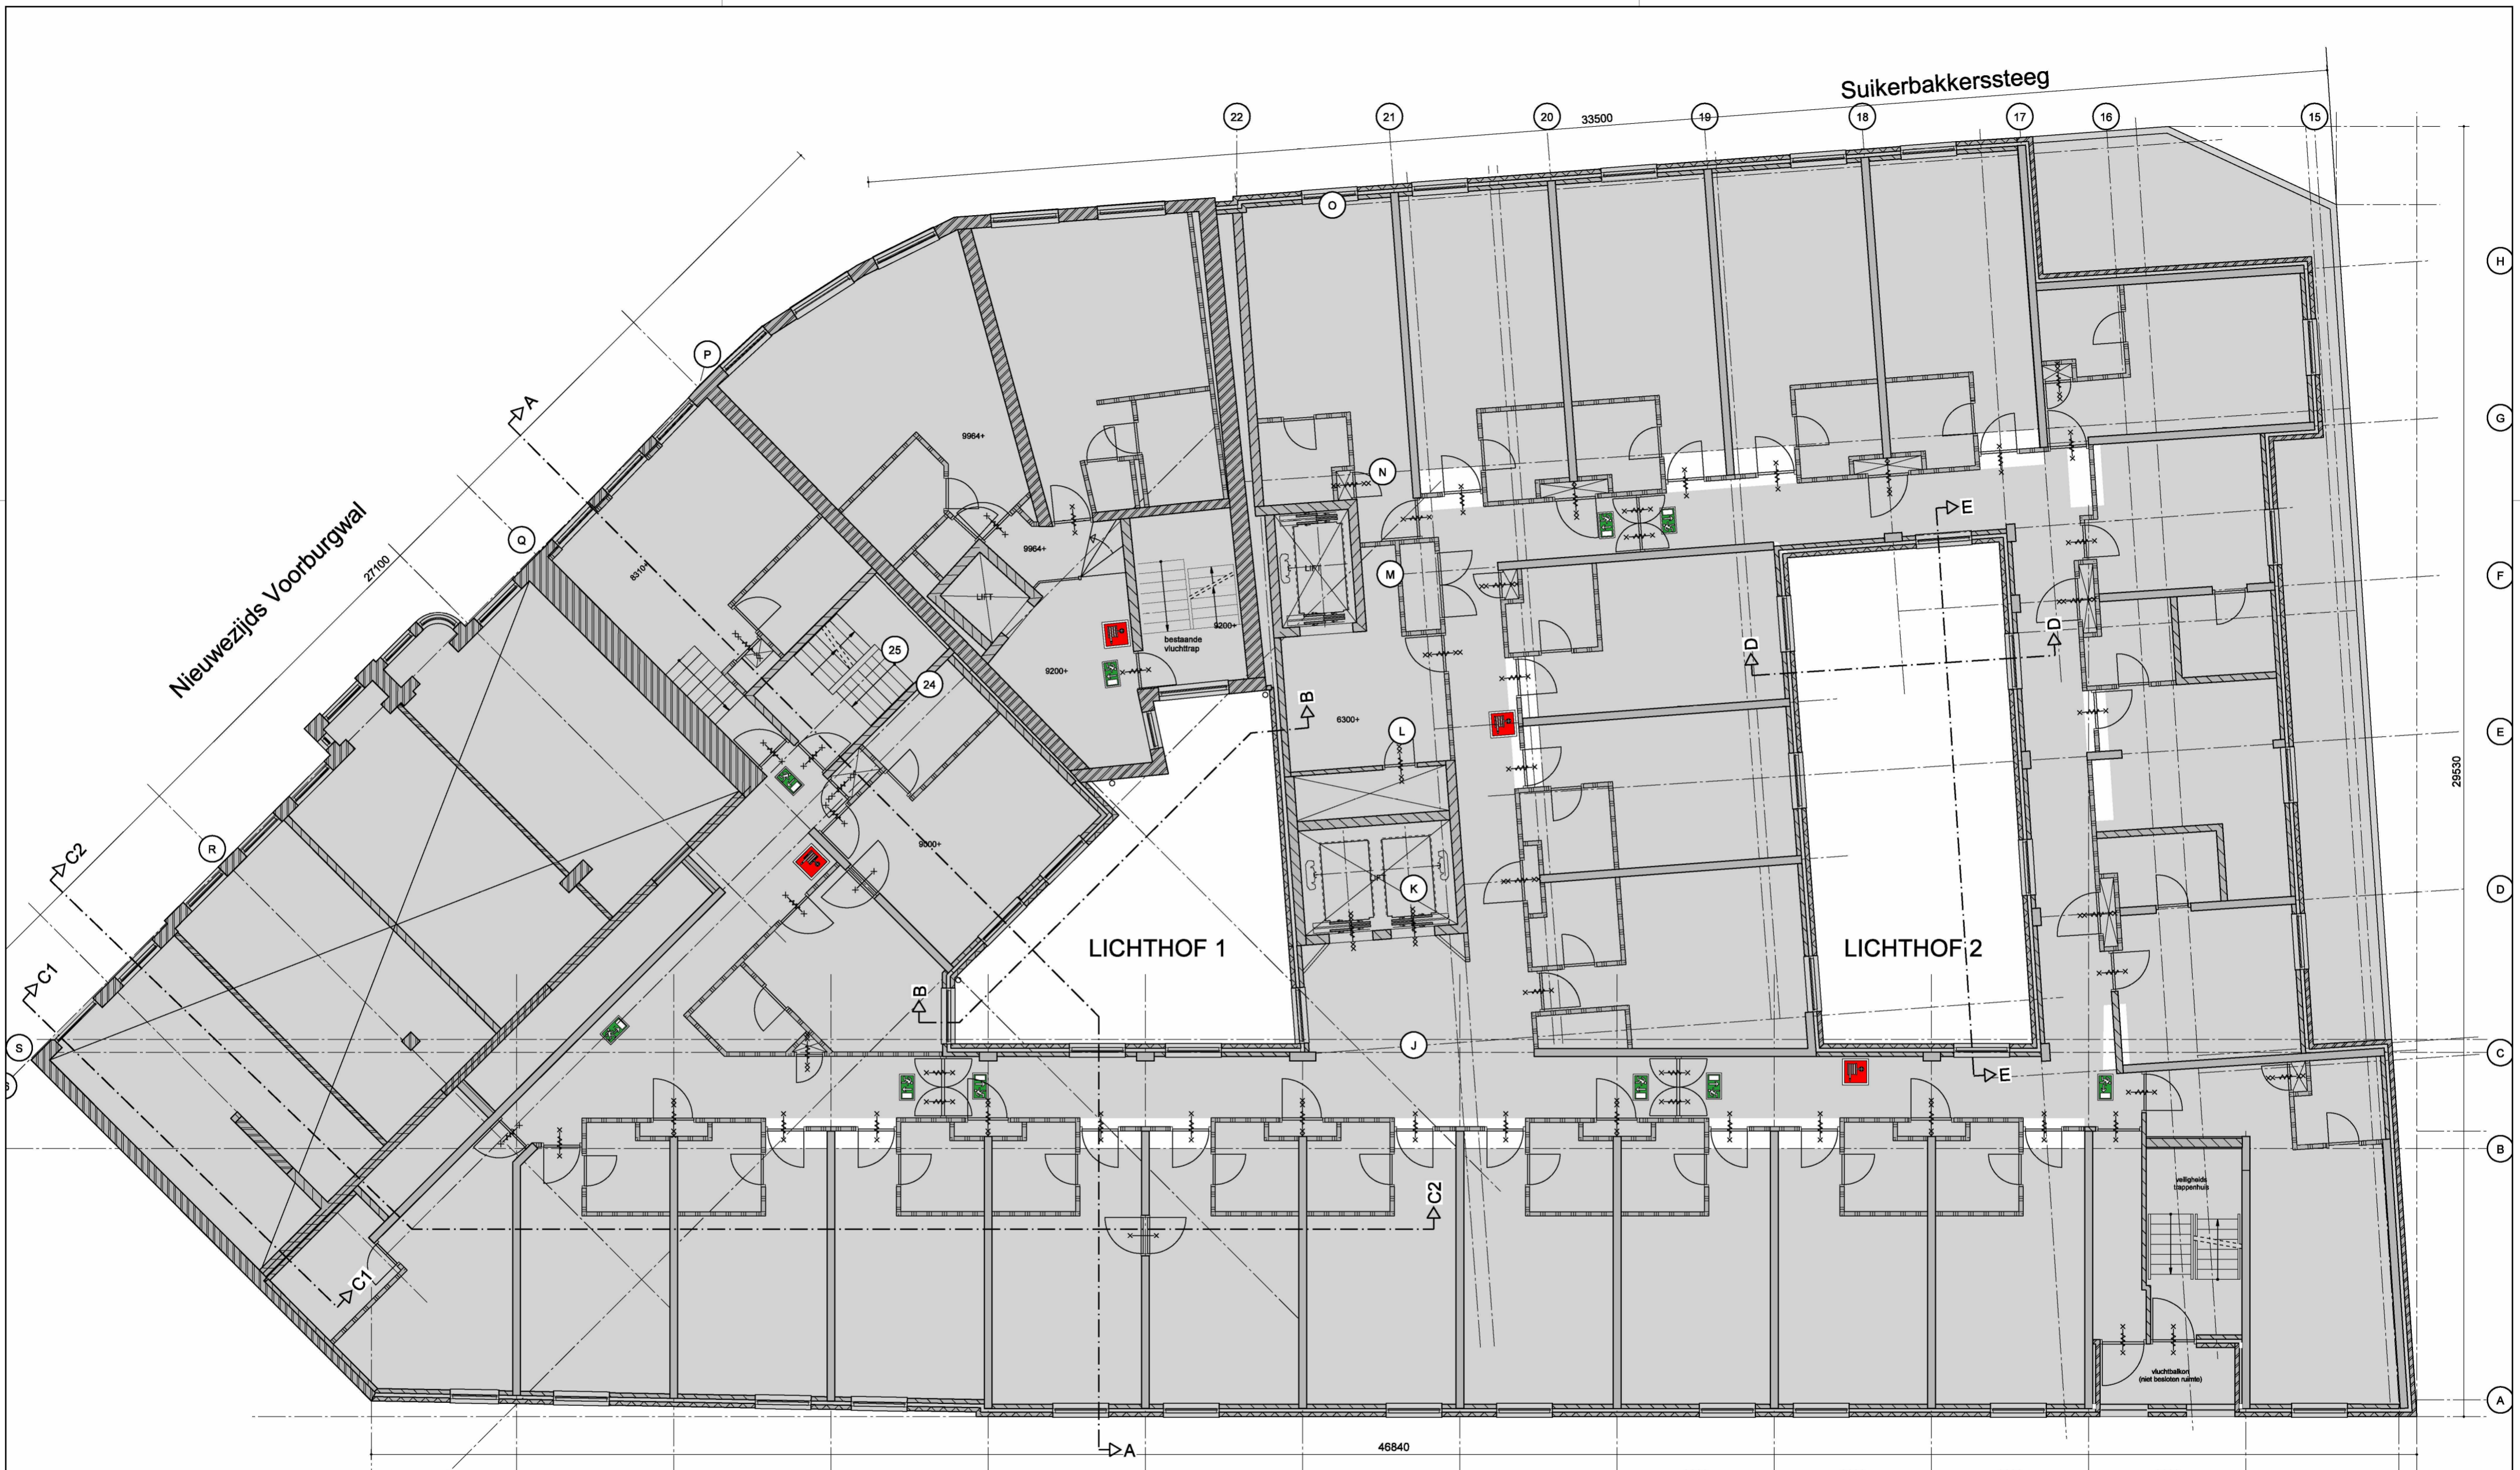 Suikerbakkerssteeg
33500
22
21
20
19
18
17
16
15
O
H
P
A
G
9964+
N
Nieuwezijds Voorburgwal
27100
Q
8310+
9964+
LIFT
LIFT
M
E
F
9200+
bestaande
vluchttrap
D
D
25
24
9200+
B
6300+
L
E
29530
C2
R
9000+
LIFT
K
D
LICHTHOF 1
LICHTHOF 2
C1
B
S
J
C
E
B
C2
veiligheids
trappenhuis
C1
vluchtbalkon
(niet besloten ruimte)
A
A
46840